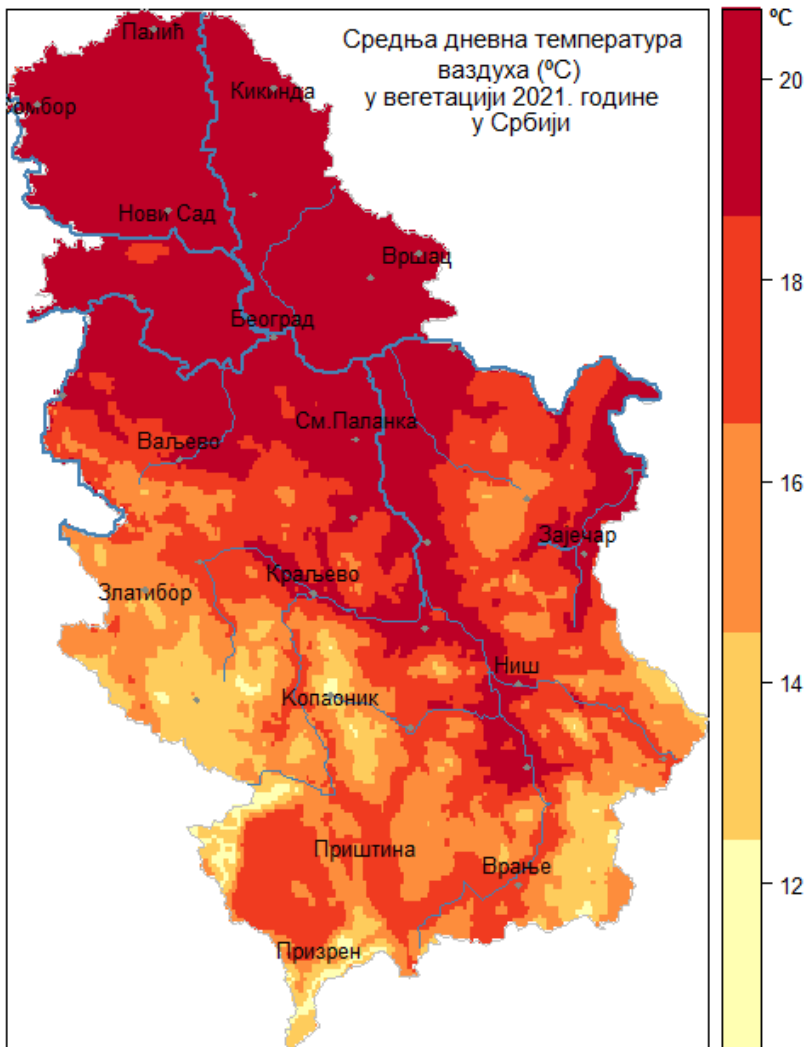 Средња дневна температура
ваздуха (ºC)
у вегетацији 2021. године
у Србији
ºC
20
18
16
14
12
Палић
Кикинда
омбор
Нови Сад
Вршац
Београд
См.Паланка
Ваљево
Зајечар
Краљево
Златибор
Ниш
Копаоник
Приштина
Врање
Призрен